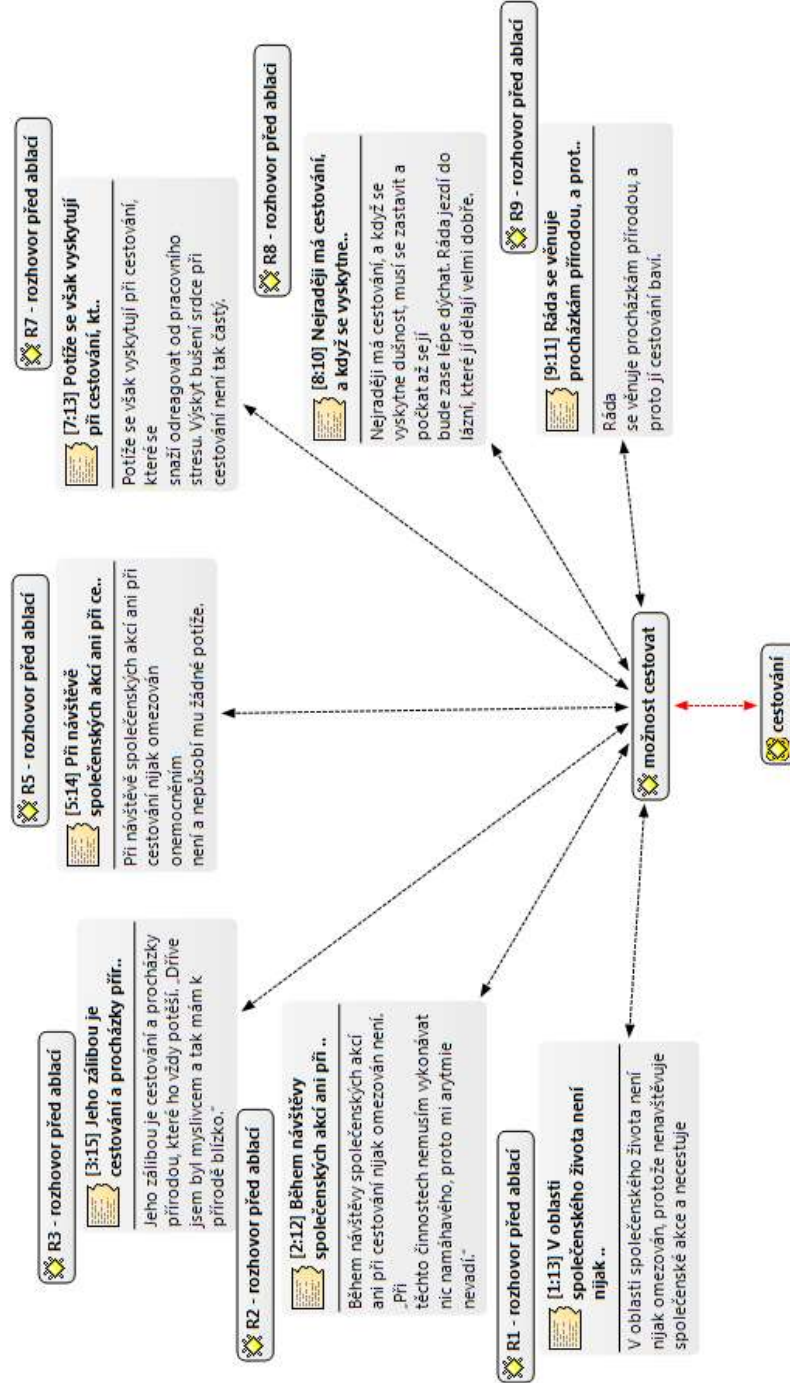 R1 - rozhovor před ablací
[1:13] V oblasti
společenského života není
nijak ..
V oblasti společenského života není
nijak omezován, protože nenavštěvuje
společenské akce a necestuje
R2 - rozhovor před ablací
[2:12] Během návštěvy
společenských akcí ani při ..
Během návštěvy společenských akcí
ani při cestování nijak omezován není.
„Při
těchto činnostech nemusím vykonávat
nic namáhavého, proto mi arytmie
nevadí.“
R3 - rozhovor před ablací
[3:15] Jeho zálibou je
cestování a procházky přír..
Jeho zálibou je cestování a procházky
přírodou, které ho vždy potěší. „Dříve
jsem byl myslivcem a tak mám k
přírodě blízko.“
R5 - rozhovor před ablací
[5:14] Při návštěvě
společenských akcí ani při ce..
Při návštěvě společenských akcí ani při
cestování nijak omezován
onemocněním
není a nepůsobí mu žádné potíže.
R7 - rozhovor před ablací
[7:13] Potíže se však vyskytují
při cestování, kt..
Potíže se však vyskytují při cestování,
které se
snaží odreagovat od pracovního
stresu. Výskyt bušení srdce při
cestování není tak častý.
R8 - rozhovor před ablací
[8:10] Nejraději má cestování,
a když se vyskytne..
Nejraději má cestování, a když se
vyskytne dušnost, musí se zastavit a
počkat až se jí
bude zase lépe dýchat. Ráda jezdí do
lázní, které jí dělají velmi dobře.
R9 - rozhovor před ablací
[9:11] Ráda se věnuje
procházkám přírodou, a prot..
Ráda
se věnuje procházkám přírodou, a
proto jí cestování baví.
možnost cestovat
cestování